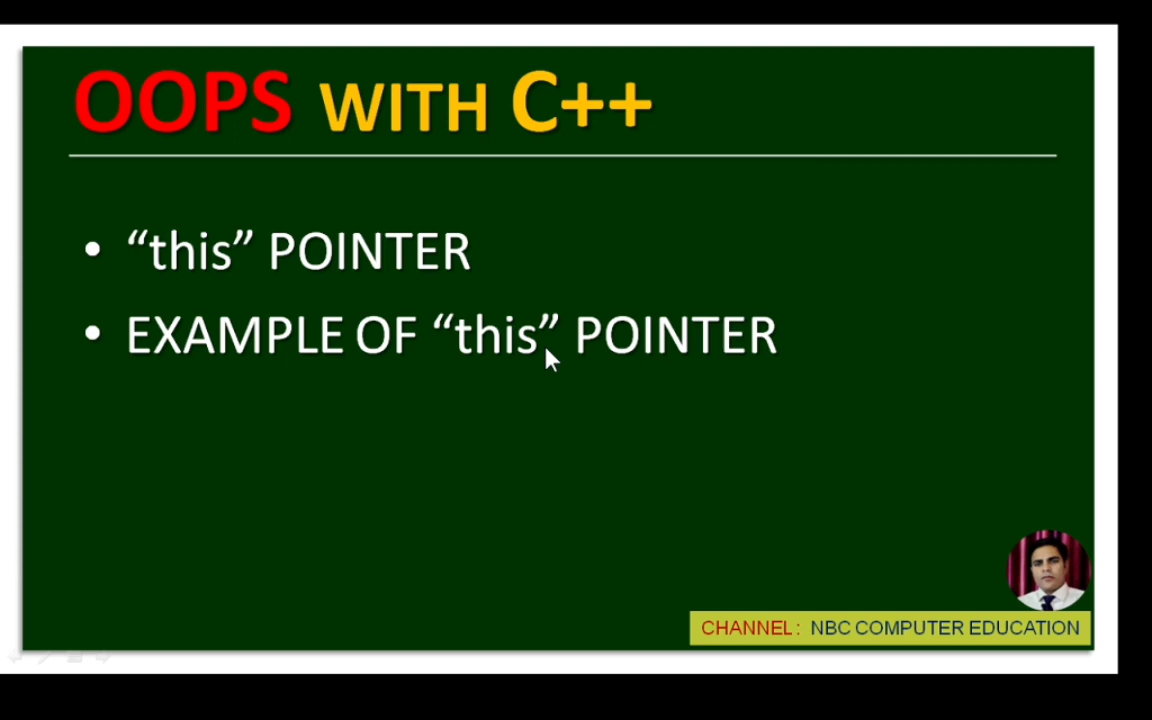 OOPS WITH C++
• “this” POINTER
• EXAMPLE OF “this” POINTER
CHANNEL: NBC COMPUTER EDUCATION